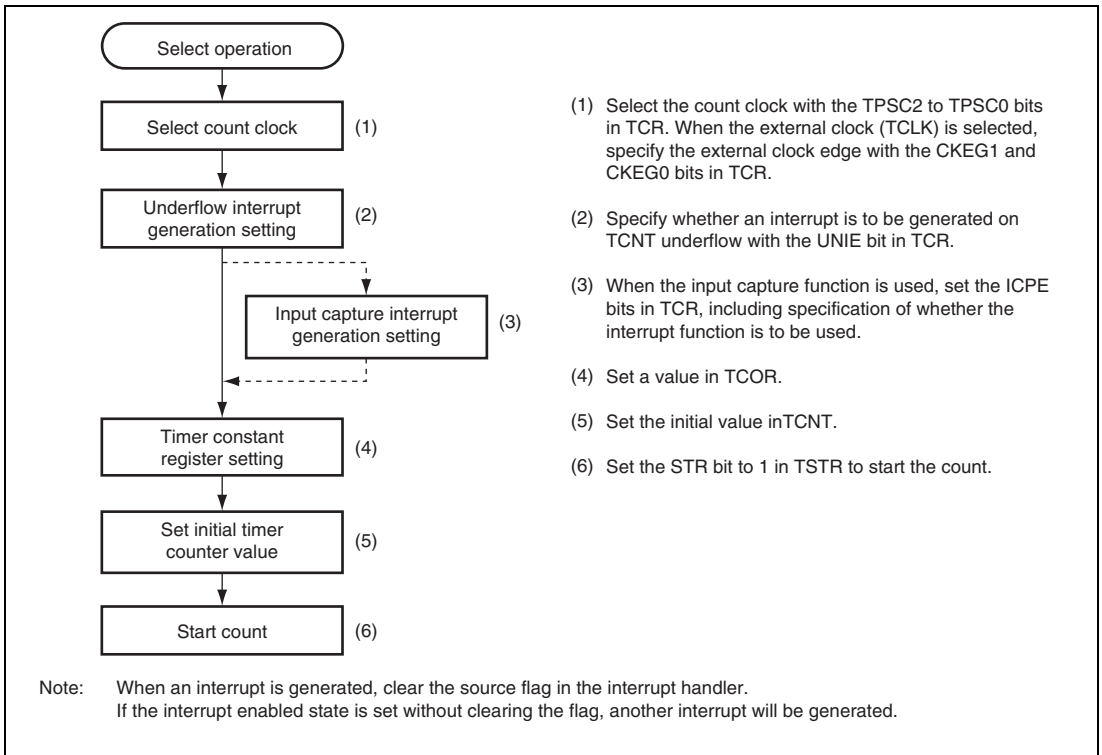 Select operation
Select count clock
(1)
Underflow interrupt
generation setting
(2)
Input capture interrupt
generation setting
(3)
Timer constant
register setting
(4)
Set initial timer
counter value
(5)
Start count
(6)
(1) Select the count clock with the TPSC2 to TPSC0 bits
in TCR. When the external clock (TCLK) is selected,
specify the external clock edge with the CKEG1 and
CKEG0 bits in TCR.
(2) Specify whether an interrupt is to be generated on
TCNT underflow with the UNIE bit in TCR.
(3) When the input capture function is used, set the ICPE
bits in TCR, including specification of whether the
interrupt function is to be used.
(4) Set a value in TCOR.
(5) Set the initial value inTCNT.
(6) Set the STR bit to 1 in TSTR to start the count.
Note: When an interrupt is generated, clear the source flag in the interrupt handler.
If the interrupt enabled state is set without clearing the flag, another interrupt will be generated.